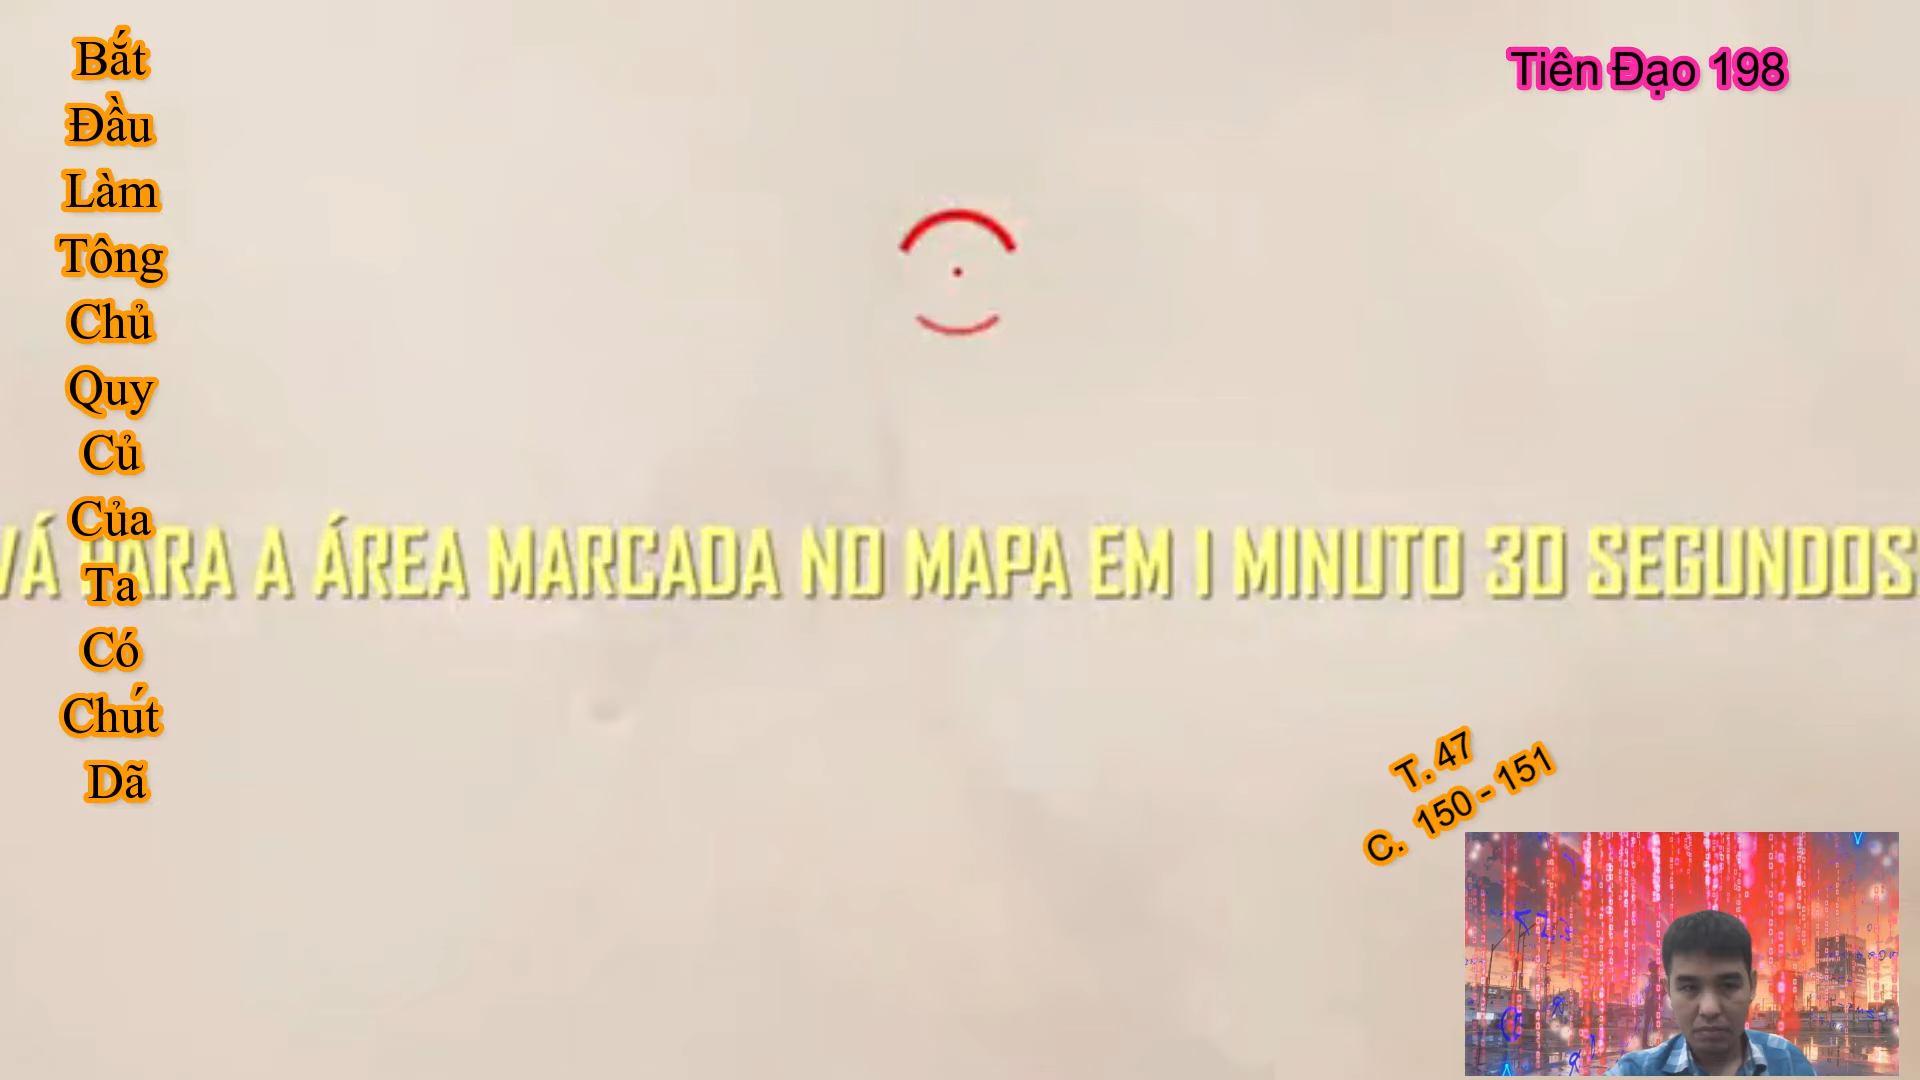 Bắt
Đầu
Làm
Tông
Chủ
Quy
Củ
Của
Ta
Có
Chút
Dã
Tiên Đạo 198
VÁ PARA A ÁREA MARCADA NO MAPA EM 1 MINUTO 30 SEGUNDOS
T. 47
C. 150 - 151